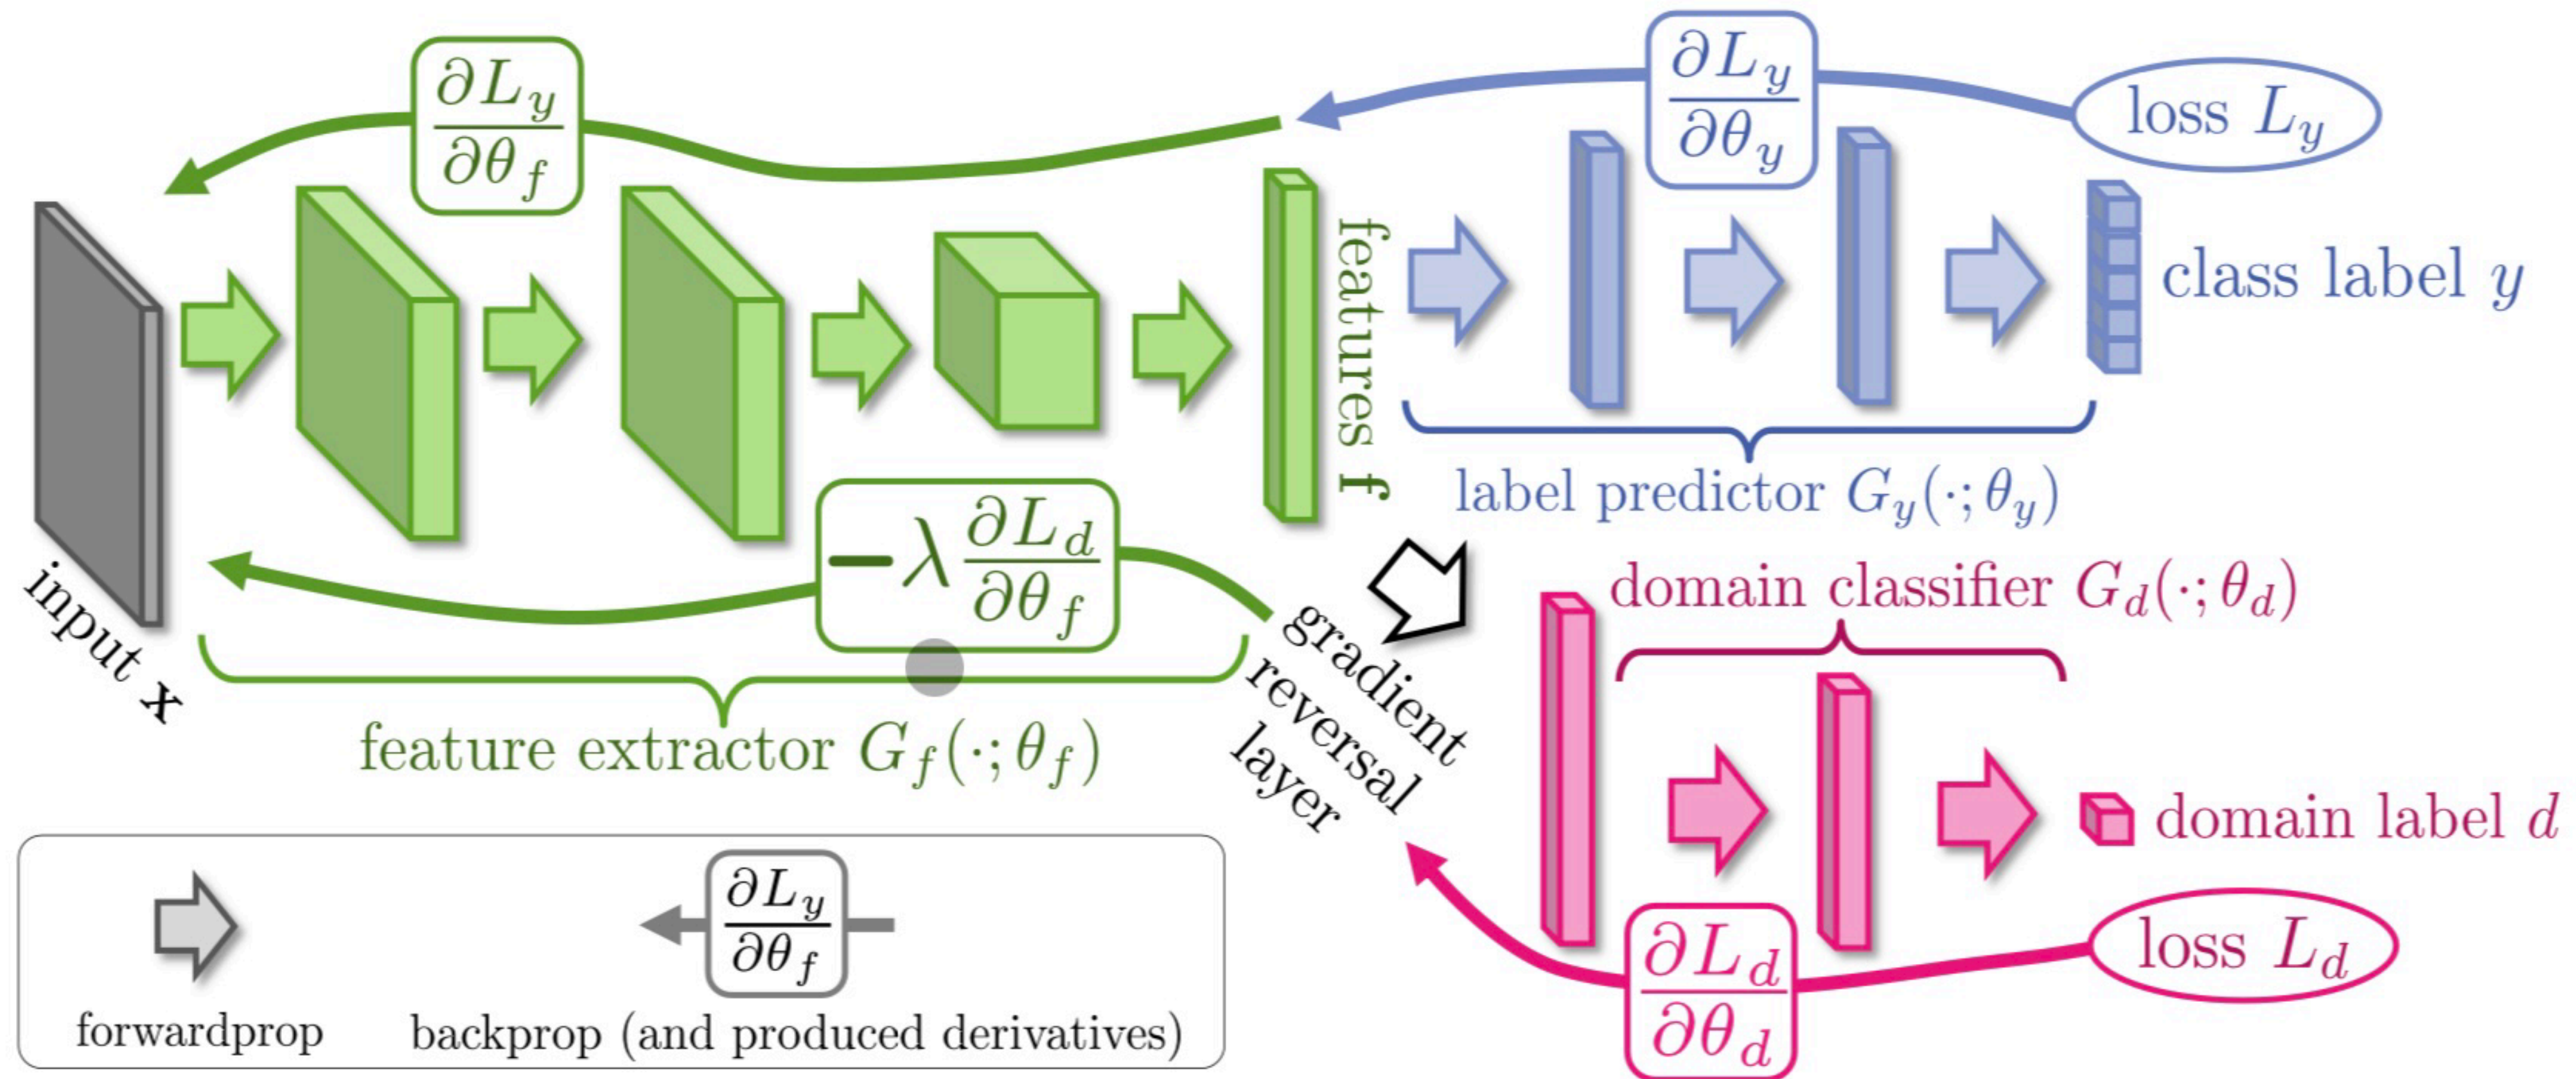 ∂L_y
∂θ_f
∂L_y
∂θ_y
loss L_y
features f
class label y
label predictor G_y(·; θ_y)
−λ ∂L_d
∂θ_f
input x
feature extractor G_f(·; θ_f)
gradient
reversal
layer
domain classifier G_d(·; θ_d)
domain label d
∂L_d
∂θ_d
loss L_d
∂L_y
∂θ_f
forwardprop
backprop (and produced derivatives)